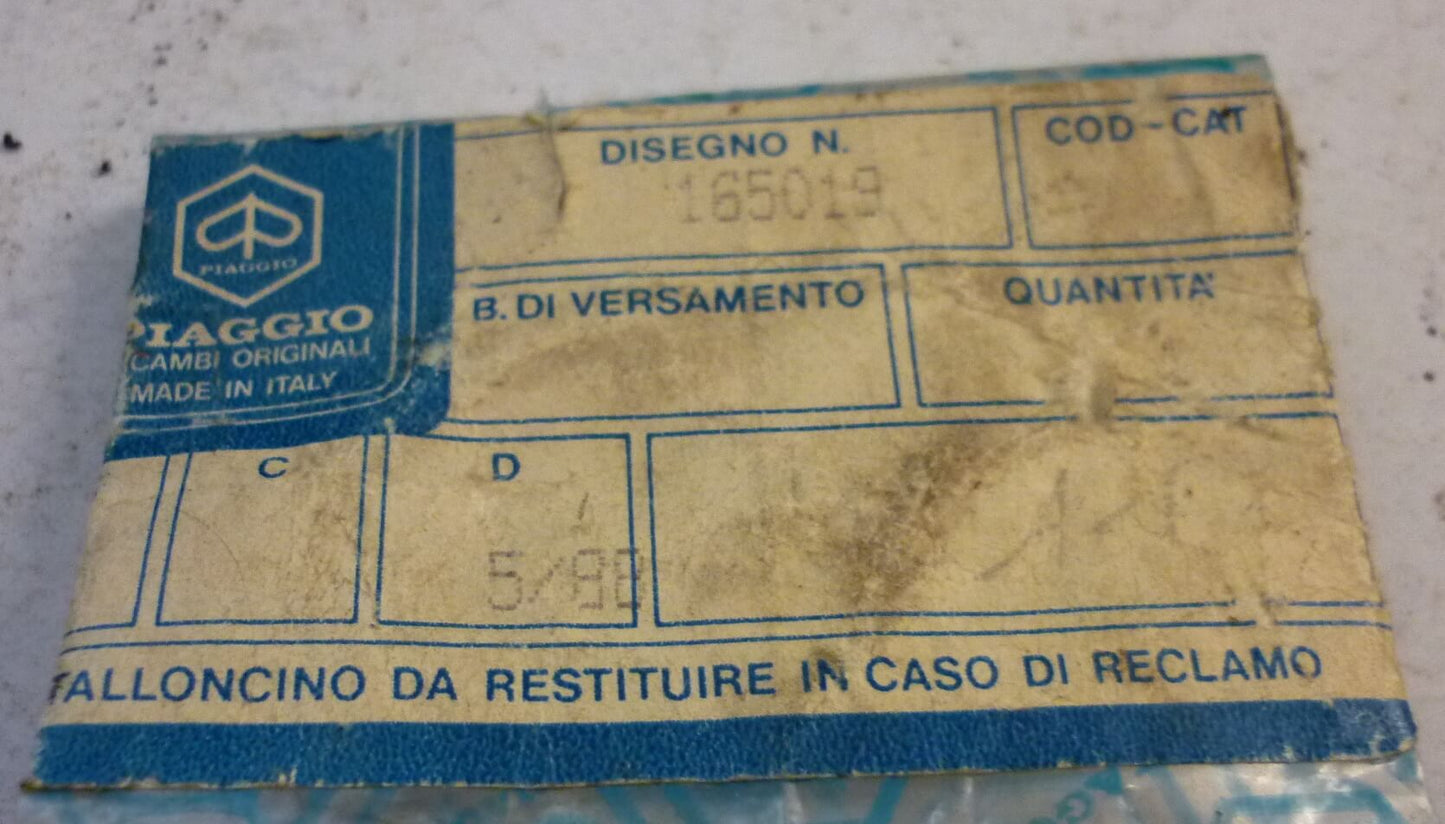 DISEGNO N.
COD-CAT
165019
PIAGGIO
PIAGGIO
CAMBI ORIGINALI
MADE IN ITALY
B. DI VERSAMENTO
QUANTITA'
C
D
TALLONCINO DA RESTITUIRE IN CASO DI RECLAMO